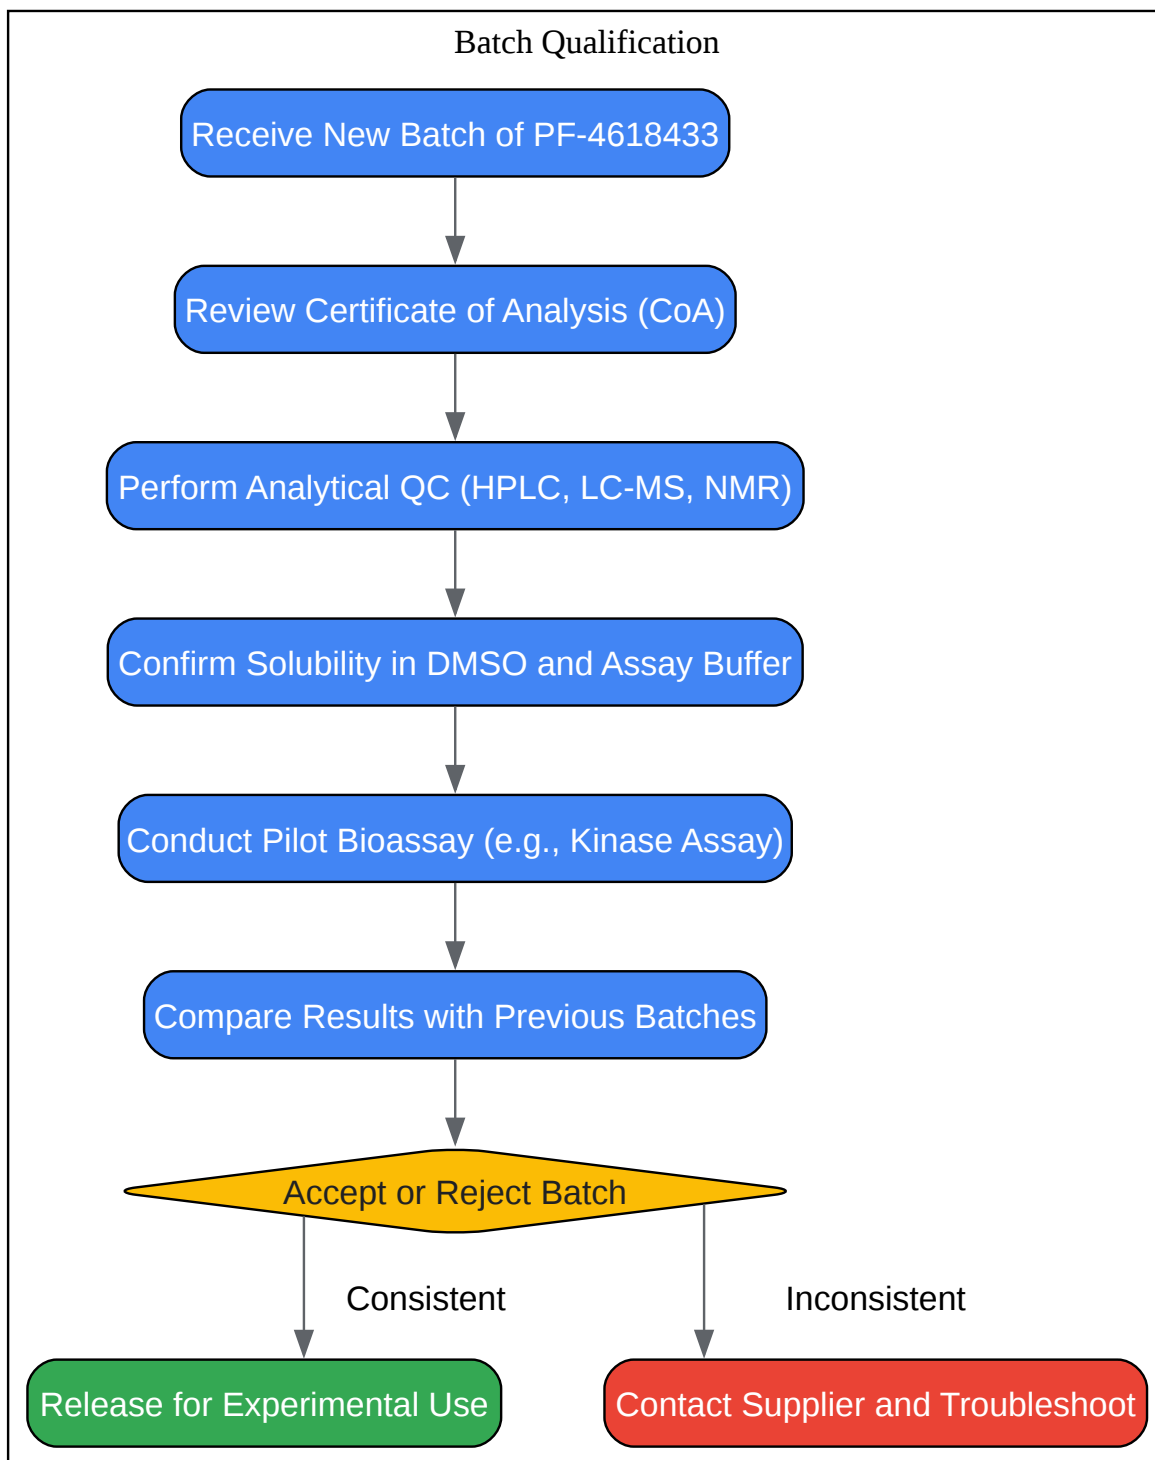 Batch Qualification
Receive New Batch of PF-4618433
Review Certificate of Analysis (CoA)
Perform Analytical QC (HPLC, LC-MS, NMR)
Confirm Solubility in DMSO and Assay Buffer
Conduct Pilot Bioassay (e.g., Kinase Assay)
Compare Results with Previous Batches
Accept or Reject Batch
Consistent
Inconsistent
Release for Experimental Use
Contact Supplier and Troubleshoot